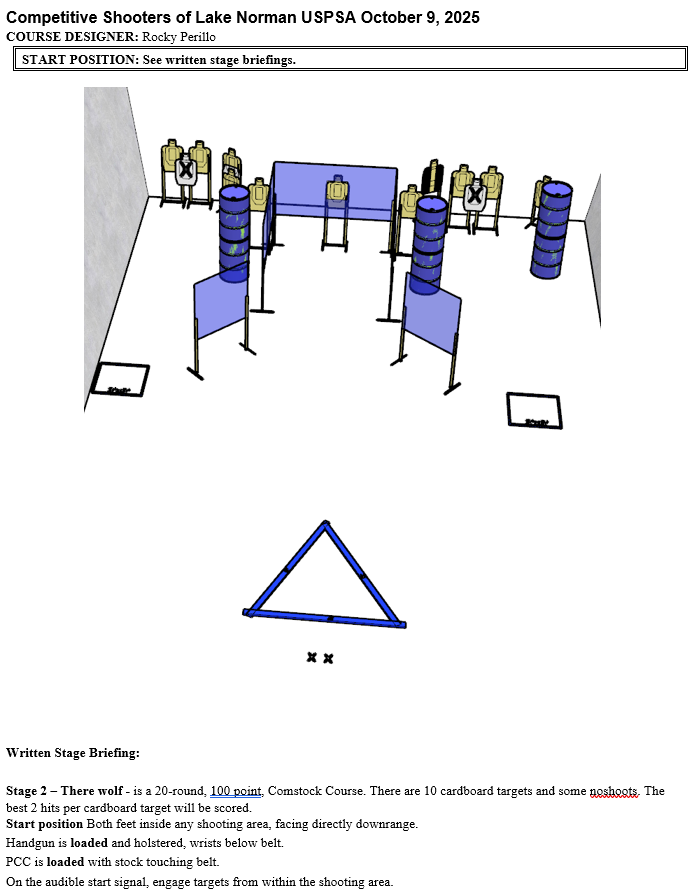 Competitive Shooters of Lake Norman USPSA October 9, 2025
COURSE DESIGNER: Rocky Perillo
START POSITION: See written stage briefings.
X
X
X X
Written Stage Briefing:
Stage 2 – There wolf - is a 20-round, 100 point, Comstock Course. There are 10 cardboard targets and some noshoots. The
best 2 hits per cardboard target will be scored.
Start position Both feet inside any shooting area, facing directly downrange.
Handgun is loaded and holstered, wrists below belt.
PCC is loaded with stock touching belt.
On the audible start signal, engage targets from within the shooting area.